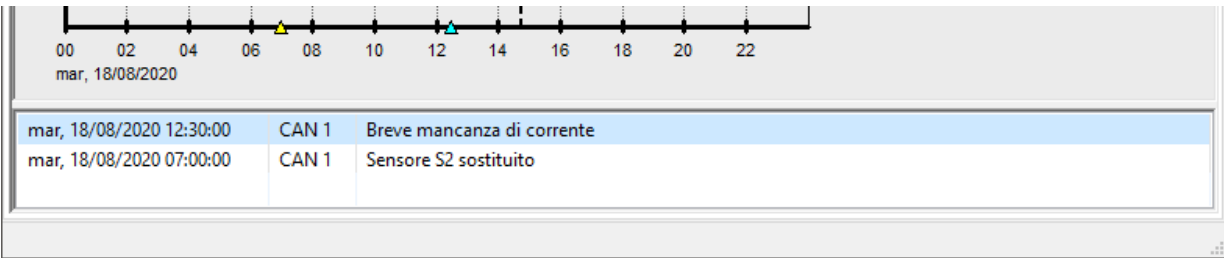 00 02 04 06 08 10 12 14 16 18 20 22
mar, 18/08/2020
mar, 18/08/2020 12:30:00 CAN 1 Breve mancanza di corrente
mar, 18/08/2020 07:00:00 CAN 1 Sensore S2 sostituito